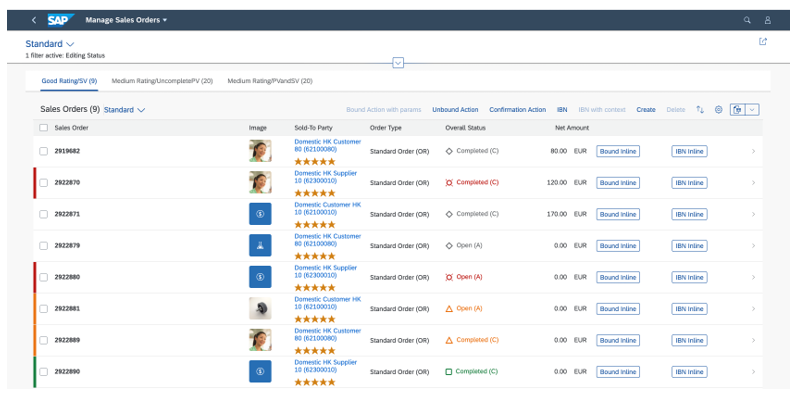 SAP Manage Sales Orders
Standard
1 filter active: Editing Status
Good Rating/SV (9) Medium Rating/UncompletePV (20) Medium Rating/PVandSV (20)
Sales Orders (9) Standard Bound Action with params Unbound Action Confirmation Action IBN IBN with context Create Delete
Sales Order Image Sold-To Party Order Type Overall Status Net Amount
2919682 Domestic HK Customer 80 (62100080) Standard Order (OR) Completed (C) 80.00 EUR Bound Inline IBN Inline
2922870 Domestic HK Supplier 10 (62300010) Standard Order (OR) Completed (C) 120.00 EUR Bound Inline IBN Inline
2922871 Domestic Customer HK 10 (62100010) Standard Order (OR) Completed (C) 170.00 EUR Bound Inline IBN Inline
2922879 Domestic HK Customer 80 (62100080) Standard Order (OR) Open (A) 0.00 EUR Bound Inline IBN Inline
2922880 Domestic HK Supplier 10 (62300010) Standard Order (OR) Open (A) 0.00 EUR Bound Inline IBN Inline
2922881 Domestic Customer HK 10 (62100010) Standard Order (OR) Open (A) 0.00 EUR Bound Inline IBN Inline
2922889 Domestic HK Customer 80 (62100080) Standard Order (OR) Completed (C) 0.00 EUR Bound Inline IBN Inline
2922890 Domestic HK Supplier 10 (62300010) Standard Order (OR) Completed (C) 0.00 EUR Bound Inline IBN Inline